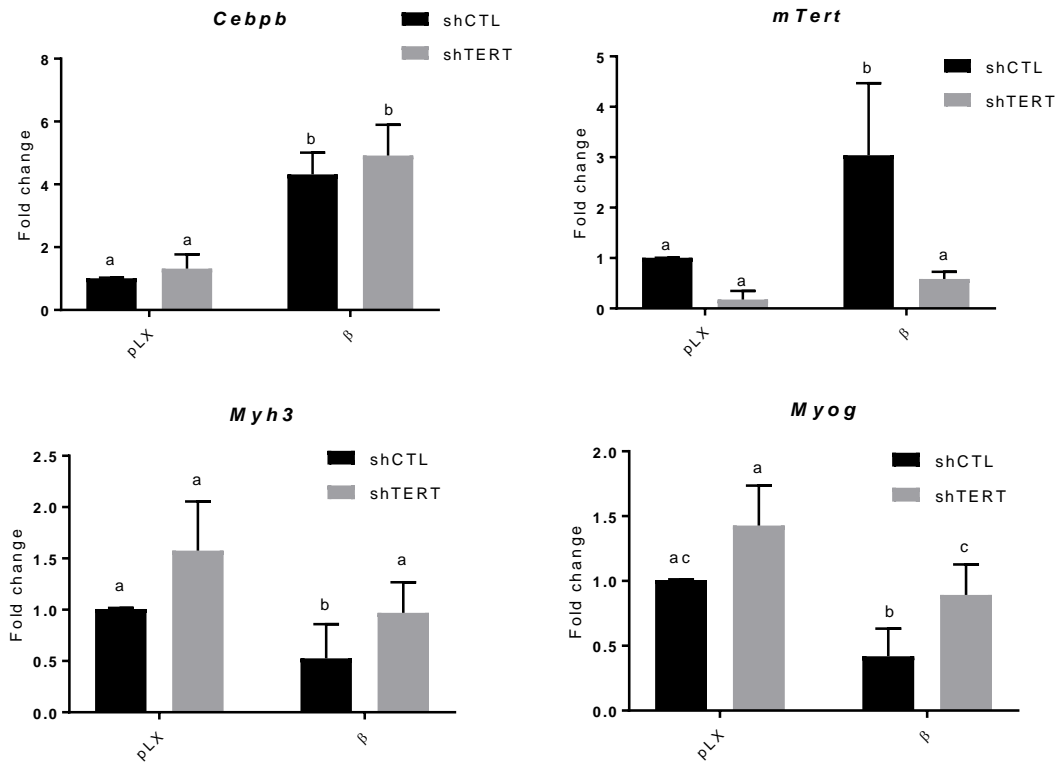 Cebpb
shCTL
shTERT
Fold change
8
6
4
2
0
a
a
b
b
pLX
β
mTert
shCTL
shTERT
Fold change
5
4
3
2
1
0
a
a
b
a
pLX
β
Myh3
shCTL
shTERT
Fold change
2.5
2.0
1.5
1.0
0.5
0.0
a
a
b
a
pLX
β
Myog
shCTL
shTERT
Fold change
2.0
1.5
1.0
0.5
0.0
ac
a
b
c
pLX
β